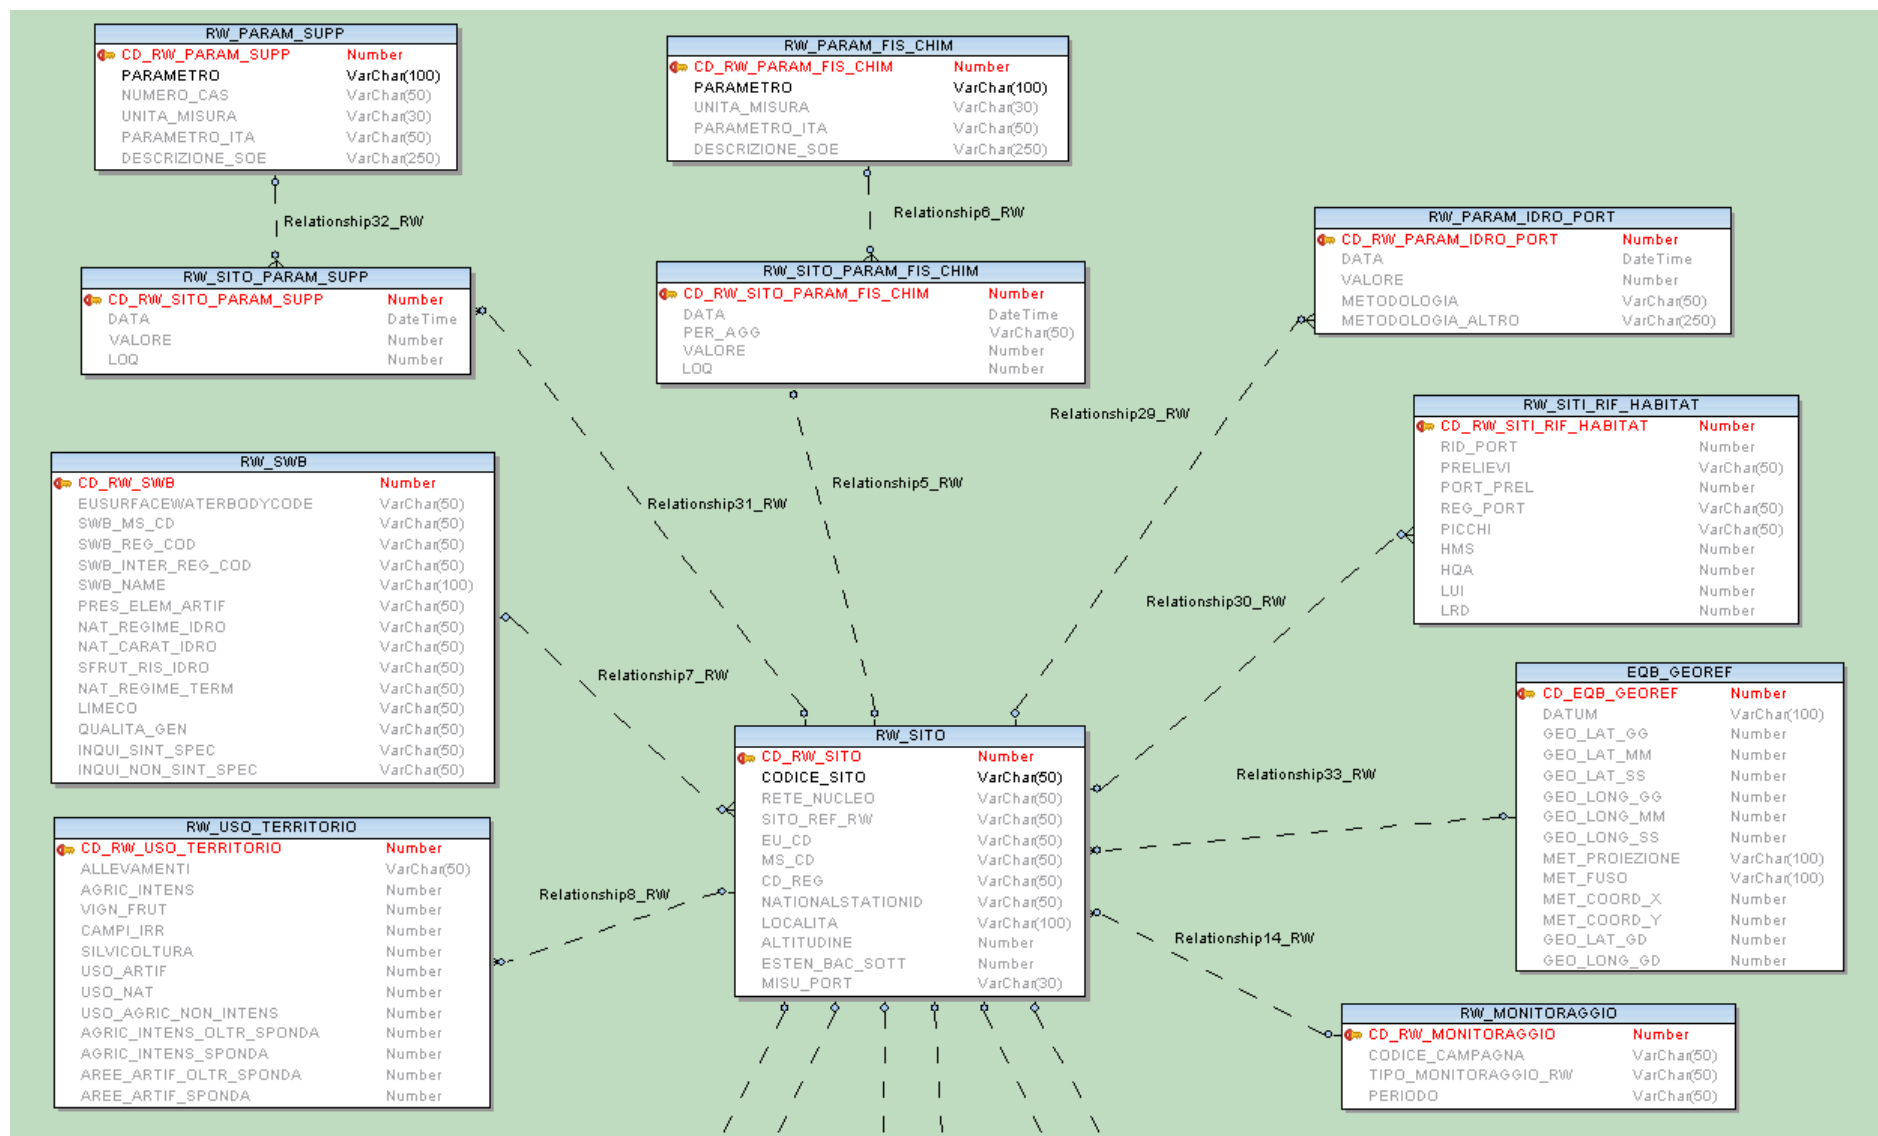 RW_PARAM_SUPP
CD_RW_PARAM_SUPP Number
PARAMETRO VarChar(100)
NUMERO_CAS VarChar(50)
UNITA_MISURA VarChar(30)
PARAMETRO_ITA VarChar(50)
DESCRIZIONE_SOE VarChar(250)
RW_PARAM_FIS_CHIM
CD_RW_PARAM_FIS_CHIM Number
PARAMETRO VarChar(100)
UNITA_MISURA VarChar(30)
PARAMETRO_ITA VarChar(50)
DESCRIZIONE_SOE VarChar(250)
Relationship32_RW
Relationship6_RW
RW_PARAM_IDRO_PORT
CD_RW_PARAM_IDRO_PORT Number
DATA DateTime
VALORE Number
METODOLOGIA VarChar(50)
METODOLOGIA_ALTRO VarChar(250)
RW_SITO_PARAM_SUPP
CD_RW_SITO_PARAM_SUPP Number
DATA DateTime
VALORE Number
LOQ Number
RW_SITO_PARAM_FIS_CHIM
CD_RW_SITO_PARAM_FIS_CHIM Number
DATA DateTime
PER_AGG VarChar(50)
VALORE Number
LOQ Number
Relationship29_RW
RW_SITI_RIF_HABITAT
CD_RW_SITI_RIF_HABITAT Number
RID_PORT Number
PRELIEVI VarChar(50)
PORT_PREL Number
REG_PORT VarChar(50)
PICCHI VarChar(50)
HMS Number
HQA Number
LUI Number
LRD Number
RW_SWB
CD_RW_SWB Number
EUSURFACEWATERBODYCODE VarChar(50)
SWB_MS_CD VarChar(50)
SWB_REG_COD VarChar(50)
SWB_INTER_REG_COD VarChar(50)
SWB_NAME VarChar(100)
PRES_ELEM_ARTIF VarChar(50)
NAT_REGIME_IDRO VarChar(50)
NAT_CARAT_IDRO VarChar(50)
SFRUT_RIS_IDRO VarChar(50)
NAT_REGIME_TERM VarChar(50)
LIMECO VarChar(50)
QUALITA_GEN VarChar(50)
INQUI_SINT_SPEC VarChar(50)
INQUI_NON_SINT_SPEC VarChar(50)
Relationship31_RW
Relationship5_RW
Relationship30_RW
Relationship7_RW
EQB_GEOREF
CD_EQB_GEOREF Number
DATUM VarChar(100)
GEO_LAT_GG Number
GEO_LAT_MM Number
GEO_LAT_SS Number
GEO_LONG_GG Number
GEO_LONG_MM Number
GEO_LONG_SS Number
MET_PROIEZIONE VarChar(100)
MET_FUSO VarChar(100)
MET_COORD_X Number
MET_COORD_Y Number
GEO_LAT_GD Number
GEO_LONG_GD Number
RW_SITO
CD_RW_SITO Number
CODICE_SITO VarChar(50)
RETE_NUCLEO VarChar(50)
SITO_REF_RW VarChar(50)
EU_CD VarChar(50)
MS_CD VarChar(50)
CD_REG VarChar(50)
NATIONALSTATIONID VarChar(50)
LOCALITA VarChar(100)
ALTITUDINE Number
ESTEN_BAC_SOTT Number
MISU_PORT VarChar(30)
Relationship33_RW
RW_USO_TERRITORIO
CD_RW_USO_TERRITORIO Number
ALLEVAMENTI VarChar(50)
AGRIC_INTENS Number
VIGN_FRUT Number
CAMPI_IRR Number
SILVICOLTURA Number
USO_ARTIF Number
USO_NAT Number
USO_AGRIC_NON_INTENS Number
AGRIC_INTENS_OLTR_SPONDA Number
AGRIC_INTENS_SPONDA Number
AREE_ARTIF_OLTR_SPONDA Number
AREE_ARTIF_SPONDA Number
Relationship8_RW
Relationship14_RW
RW_MONITORAGGIO
CD_RW_MONITORAGGIO Number
CODICE_CAMPAGNA VarChar(50)
TIPO_MONITORAGGIO_RW VarChar(50)
PERIODO VarChar(50)